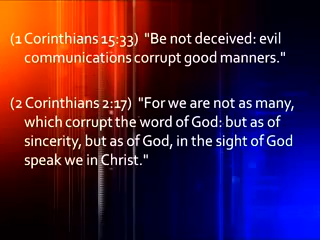 (1 Corinthians 15:33)  "Be not deceived: evil
communications corrupt good manners."
(2 Corinthians 2:17)  "For we are not as many,
which corrupt the word of God: but as of
sincerity, but as of God, in the sight of God
speak we in Christ."